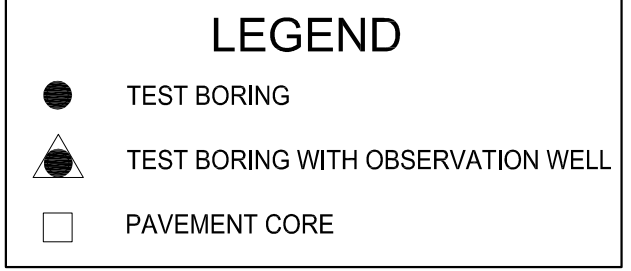 LEGEND
TEST BORING
TEST BORING WITH OBSERVATION WELL
PAVEMENT CORE